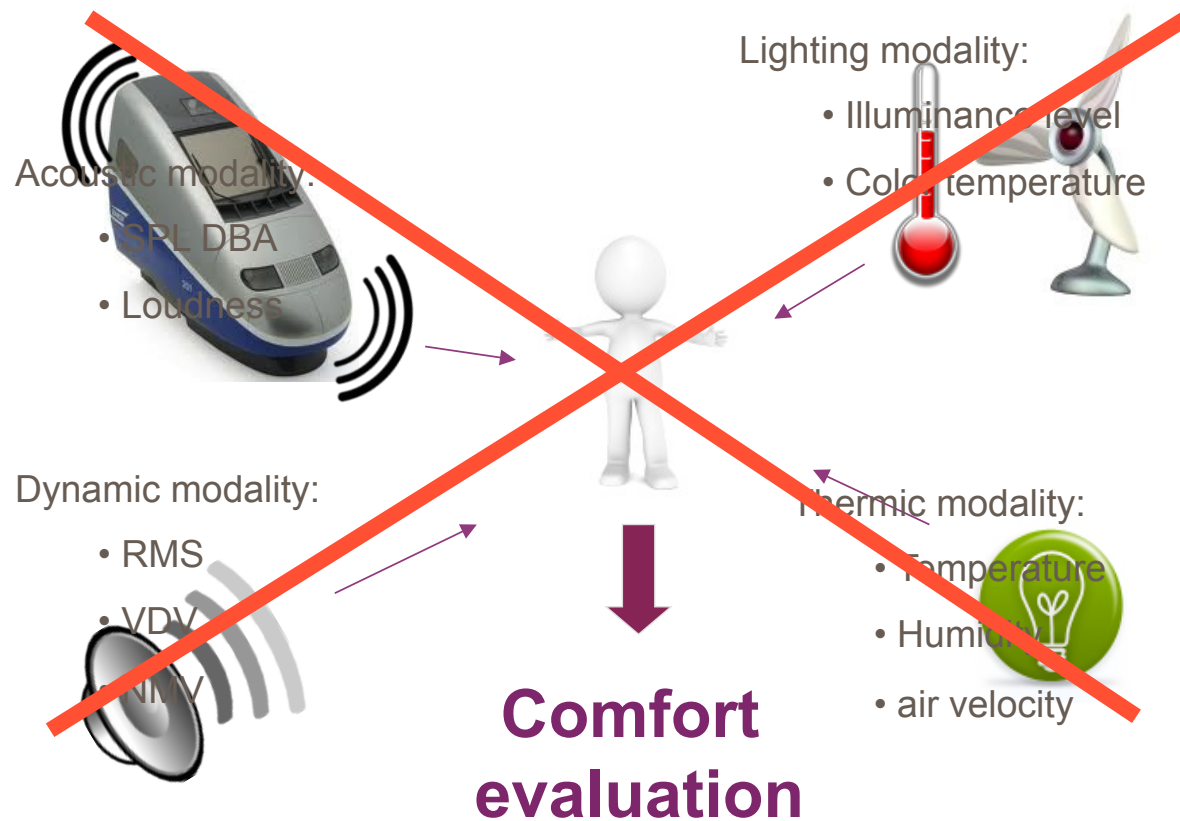 Lighting modality:
• Illuminance level
• Color temperature
Acoustic modality:
• SPL DBA
• Loudness
Dynamic modality:
• RMS
• VDV
• NMV
Thermic modality:
• Temperature
• Humidity
• air velocity
Comfort
evaluation